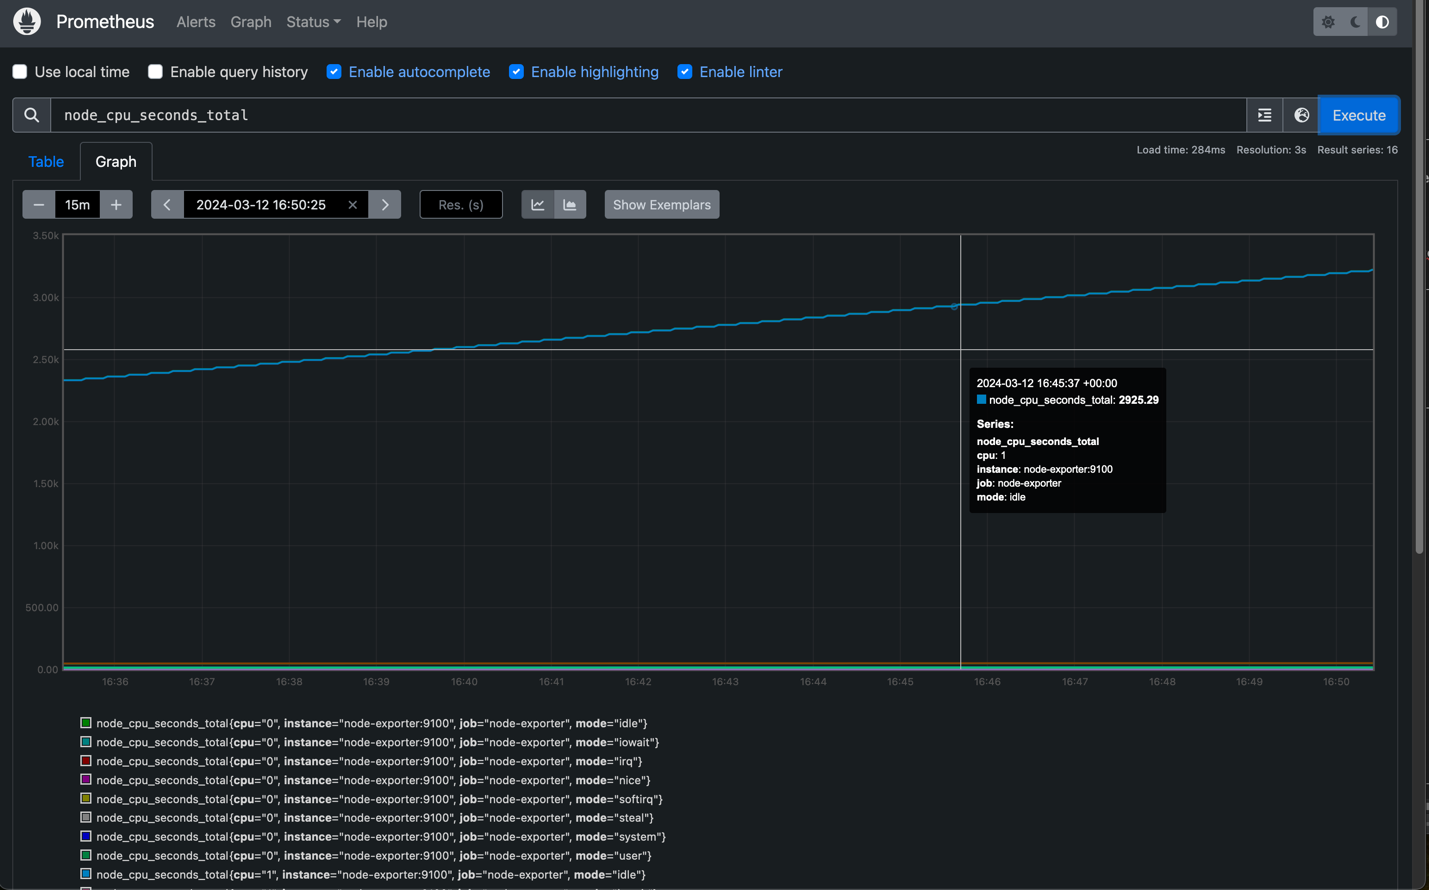 Prometheus Alerts Graph Status Help
Use local time Enable query history Enable autocomplete Enable highlighting Enable linter
node_cpu_seconds_total Execute
Load time: 284ms Resolution: 3s Result series: 16
Table Graph
15m 2024-03-12 16:50:25 Res. (s) Show Exemplars
3.50k
3.00k
2.50k
2.00k
1.50k
1.00k
500.00
0.00
2024-03-12 16:45:37 +00:00
node_cpu_seconds_total: 2925.29
Series:
node_cpu_seconds_total
cpu: 1
instance: node-exporter:9100
job: node-exporter
mode: idle
16:36 16:37 16:38 16:39 16:40 16:41 16:42 16:43 16:44 16:45 16:46 16:47 16:48 16:49 16:50
node_cpu_seconds_total{cpu="0", instance="node-exporter:9100", job="node-exporter", mode="idle"}
node_cpu_seconds_total{cpu="0", instance="node-exporter:9100", job="node-exporter", mode="iowait"}
node_cpu_seconds_total{cpu="0", instance="node-exporter:9100", job="node-exporter", mode="irq"}
node_cpu_seconds_total{cpu="0", instance="node-exporter:9100", job="node-exporter", mode="nice"}
node_cpu_seconds_total{cpu="0", instance="node-exporter:9100", job="node-exporter", mode="softirq"}
node_cpu_seconds_total{cpu="0", instance="node-exporter:9100", job="node-exporter", mode="steal"}
node_cpu_seconds_total{cpu="0", instance="node-exporter:9100", job="node-exporter", mode="system"}
node_cpu_seconds_total{cpu="0", instance="node-exporter:9100", job="node-exporter", mode="user"}
node_cpu_seconds_total{cpu="1", instance="node-exporter:9100", job="node-exporter", mode="idle"}